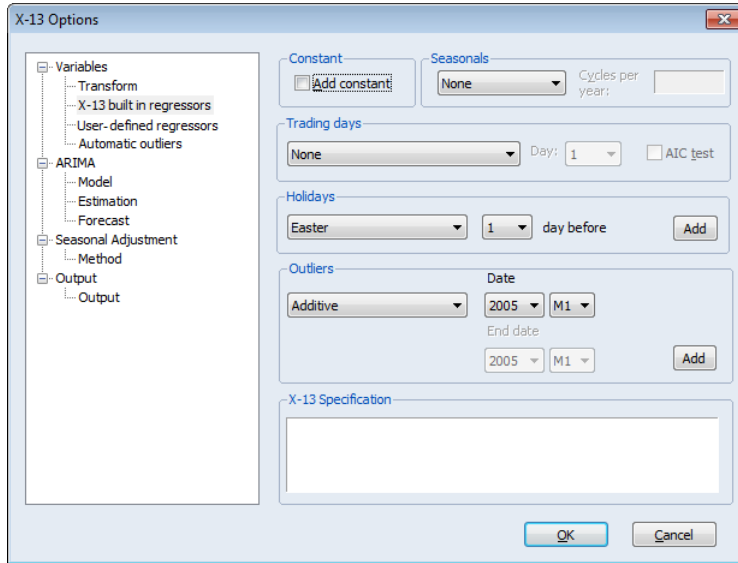 X-13 Options
Variables
Transform
X-13 built in regressors
User-defined regressors
Automatic outliers
ARIMA
Model
Estimation
Forecast
Seasonal Adjustment
Method
Output
Output
Constant
Add constant
Seasonals
None
Cycles per
year:
Trading days
None
Day:
1
AIC test
Holidays
Easter
1
day before
Add
Outliers
Additive
Date
2005
M1
End date
2005
M1
Add
X-13 Specification
OK
Cancel